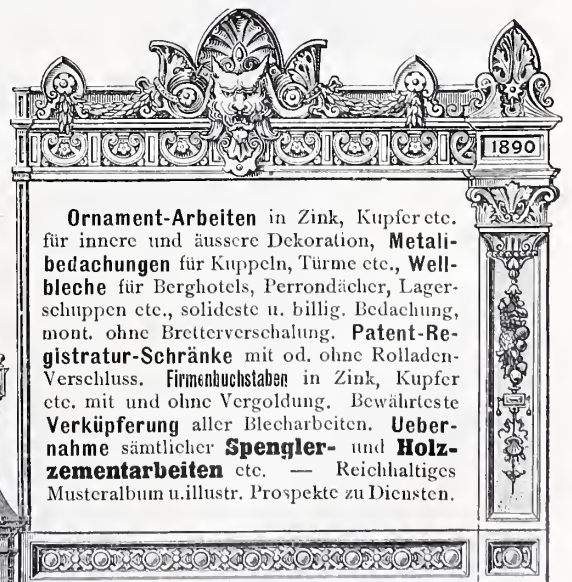 1890
Ornament-Arbeiten in Zink, Kupfer etc.
für innere und äussere Dekoration, Metall-
bedachungen für Kuppeln, Türme etc., Well-
bleche für Berghotels, Perrondächer, Lager-
schuppen etc., solideste u. billig. Bedachung,
mont. ohne Bretterverschalung. Patent-Re-
gistratur-Schränke mit od. ohne Rolladen-
Verschluss. Firmenbuchstaben in Zink, Kupfer
etc. mit und ohne Vergoldung. Bewährteste
Verküpferung aller Blecharbeiten. Ueber-
nahme sämtlicher Spengler- und Holz-
zementarbeiten etc. — Reichhaltiges
Musteralbum u. illustr. Prospekte zu Diensten.